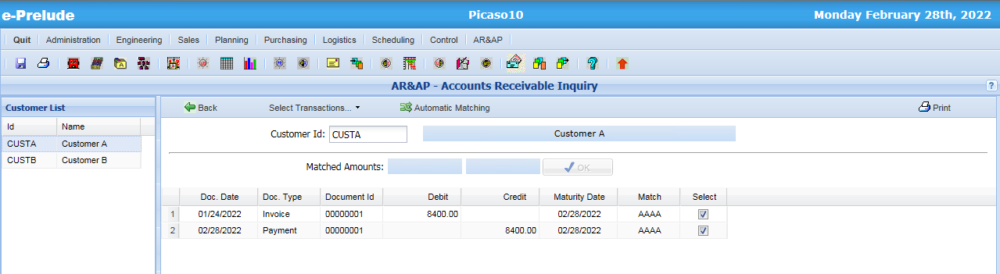 e-Prelude Picaso10 Monday February 28th, 2022
Quit Administration Engineering Sales Planning Purchasing Logistics Scheduling Control AR&AP
AR&AP - Accounts Receivable Inquiry ?
Customer List
Id Name
CUSTA Customer A
CUSTB Customer B
Back Select Transactions... Automatic Matching Print
Customer Id: CUSTA Customer A
Matched Amounts: OK
Doc. Date Doc. Type Document Id Debit Credit Maturity Date Match Select
1 01/24/2022 Invoice 00000001 8400.00 02/28/2022 AAAA
2 02/28/2022 Payment 00000001 8400.00 02/28/2022 AAAA